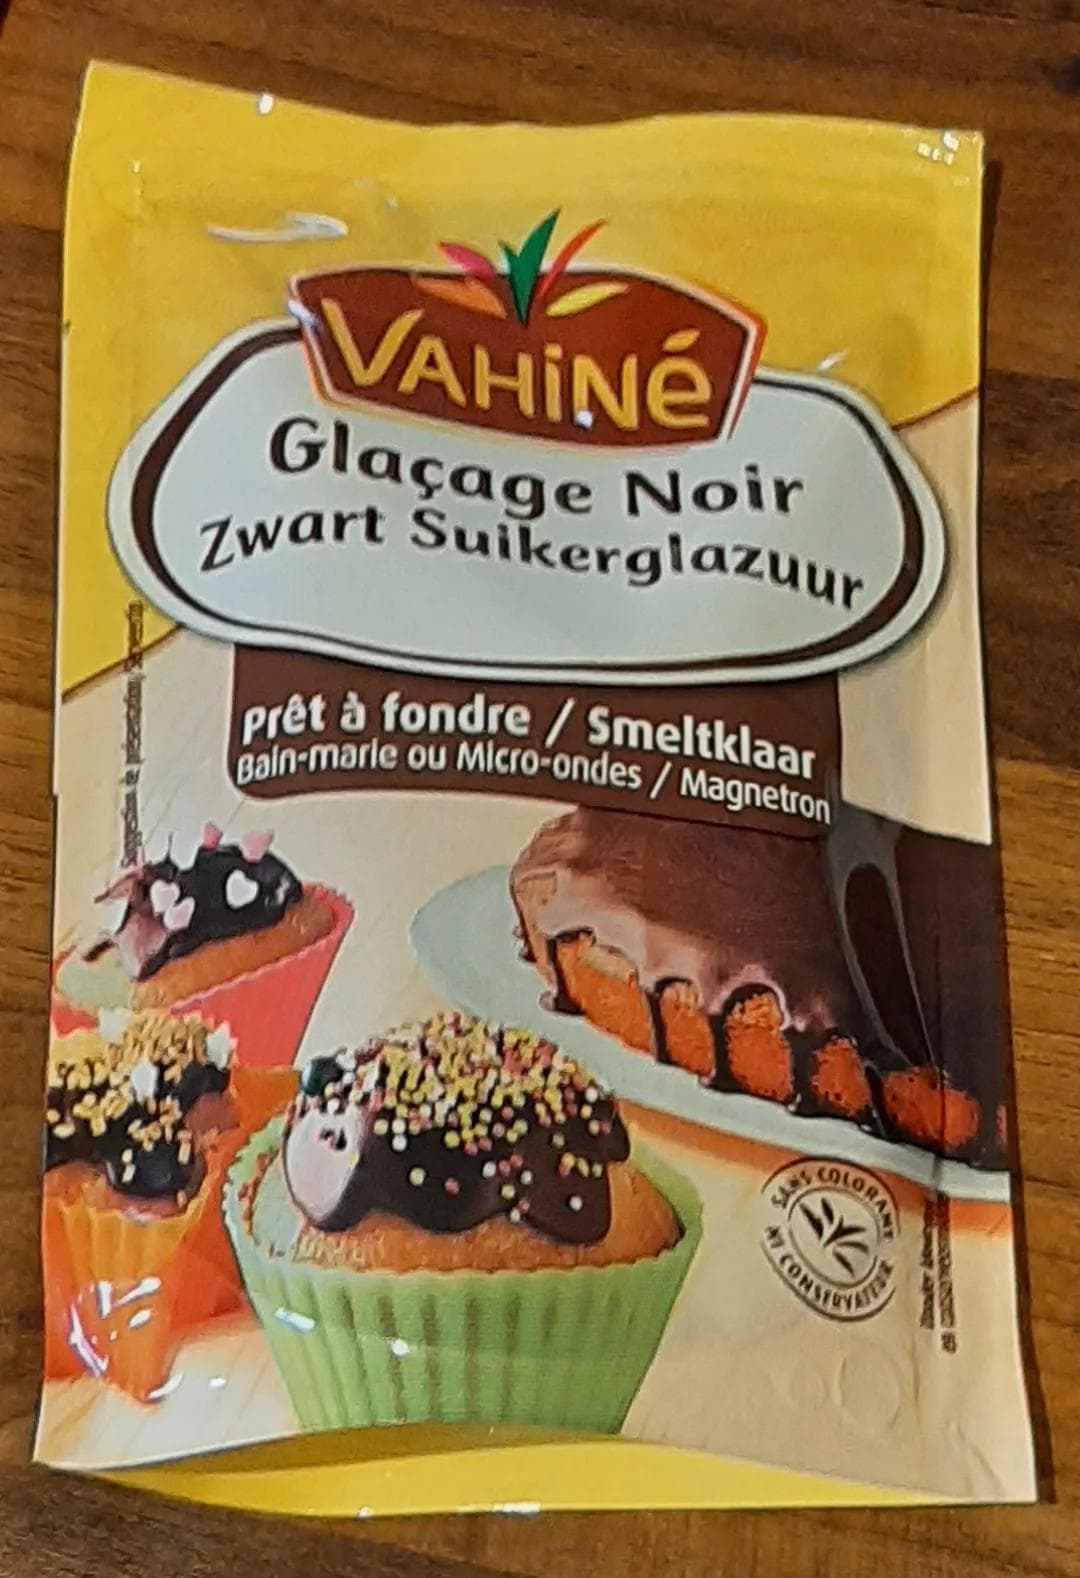 VAHiNé
Glaçage Noir
Zwart Suikerglazuur
Prêt à fondre / Smeltklaar
Bain-marie ou Micro-ondes / Magnetron
SANS COLORANT
NI CONSERVATEUR